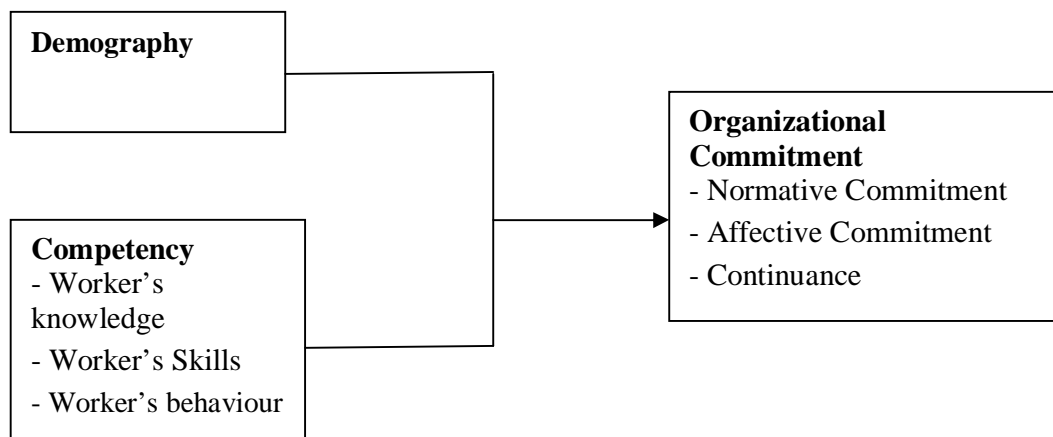 Demography
Competency
- Worker’s
knowledge
- Worker’s Skills
- Worker’s behaviour
Organizational
Commitment
- Normative Commitment
- Affective Commitment
- Continuance